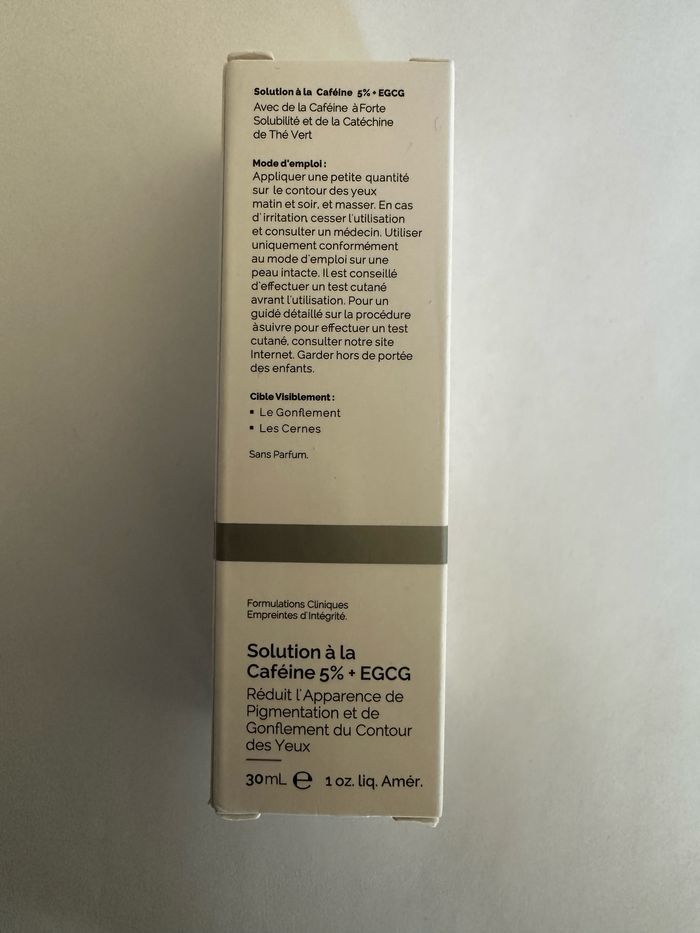 Solution à la Caféine 5% + EGCG
Avec de la Caféine à Forte
Solubilité et de la Catéchine
de Thé Vert
Mode d'emploi :
Appliquer une petite quantité
sur le contour des yeux
matin et soir, et masser. En cas
d'irritation, cesser l'utilisation
et consulter un médecin. Utiliser
uniquement conformément
au mode d'emploi sur une
peau intacte. Il est conseillé
d'effectuer un test cutané
avrant l'utilisation. Pour un
guidé détaillé sur la procédure
à suivre pour effectuer un test
cutané, consulter notre site
Internet. Garder hors de portée
des enfants.
Cible Visiblement :
▪ Le Gonflement
▪ Les Cernes
Sans Parfum.
Formulations Cliniques
Empreintes d'Intégrité.
Solution à la
Caféine 5% + EGCG
Réduit l'Apparence de
Pigmentation et de
Gonflement du Contour
des Yeux
30mL ℮ 1 oz. liq. Amér.